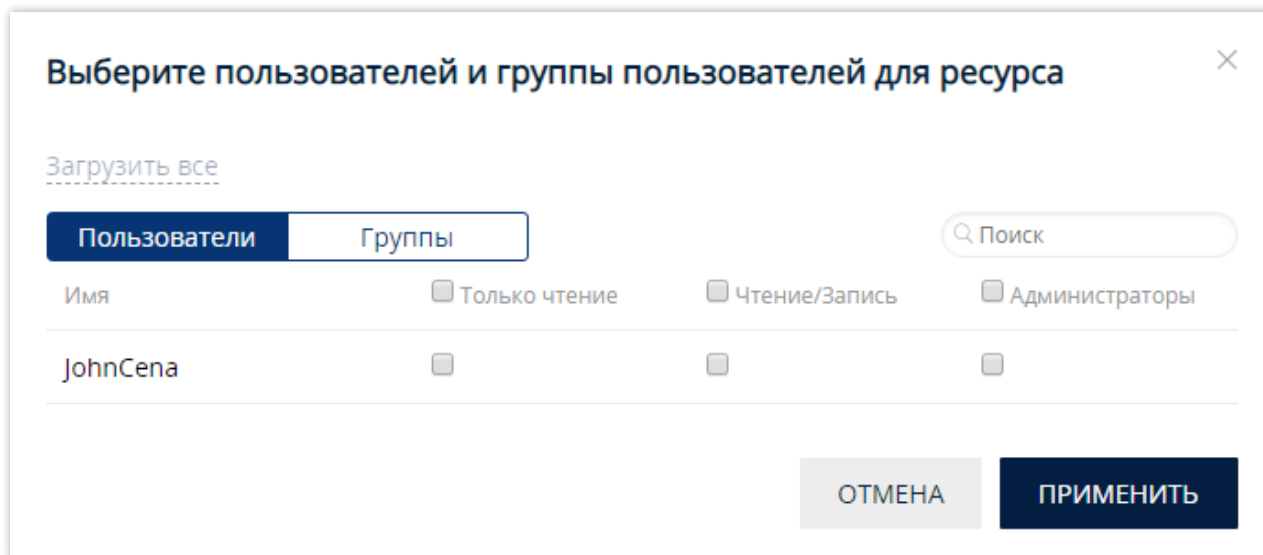 Выберите пользователей и группы пользователей для ресурса
Загрузить все
Пользователи Группы Поиск
Имя Только чтение Чтение/Запись Администраторы
JohnCena
ОТМЕНА ПРИМЕНИТЬ